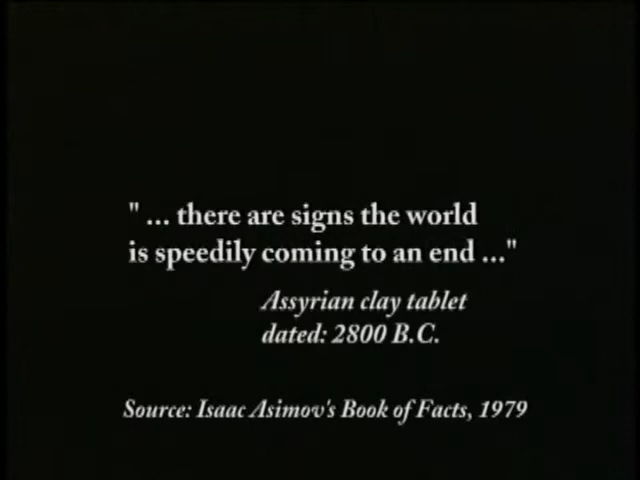 " ... there are signs the world
is speedily coming to an end ..."
Assyrian clay tablet
dated: 2800 B.C.
Source: Isaac Asimov's Book of Facts, 1979